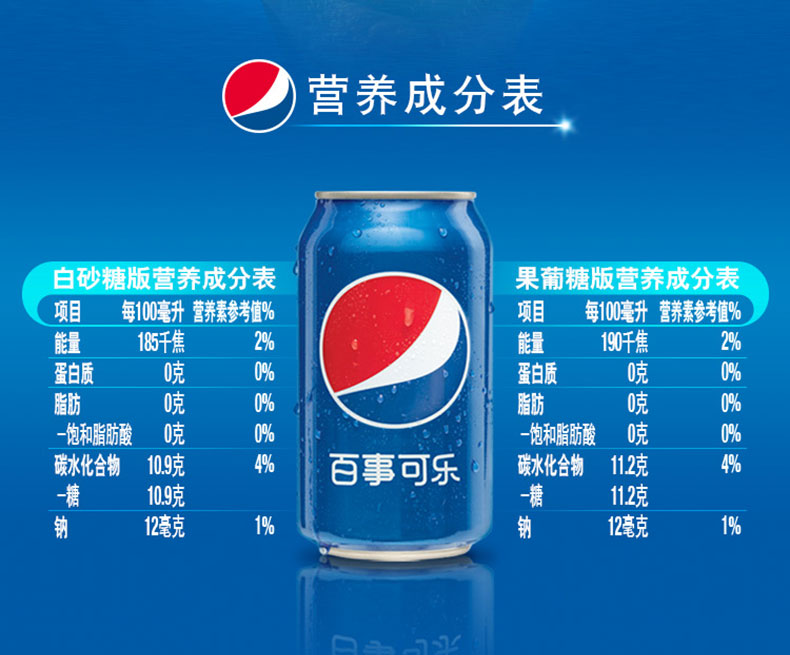 营养成分表
白砂糖版营养成分表
项目 每100毫升 营养素参考值%
能量 185千焦 2%
蛋白质 0克 0%
脂肪 0克 0%
-饱和脂肪酸 0克 0%
碳水化合物 10.9克 4%
-糖 10.9克
钠 12毫克 1%
百事可乐
果葡糖版营养成分表
项目 每100毫升 营养素参考值%
能量 190千焦 2%
蛋白质 0克 0%
脂肪 0克 0%
-饱和脂肪酸 0克 0%
碳水化合物 11.2克 4%
-糖 11.2克
钠 12毫克 1%